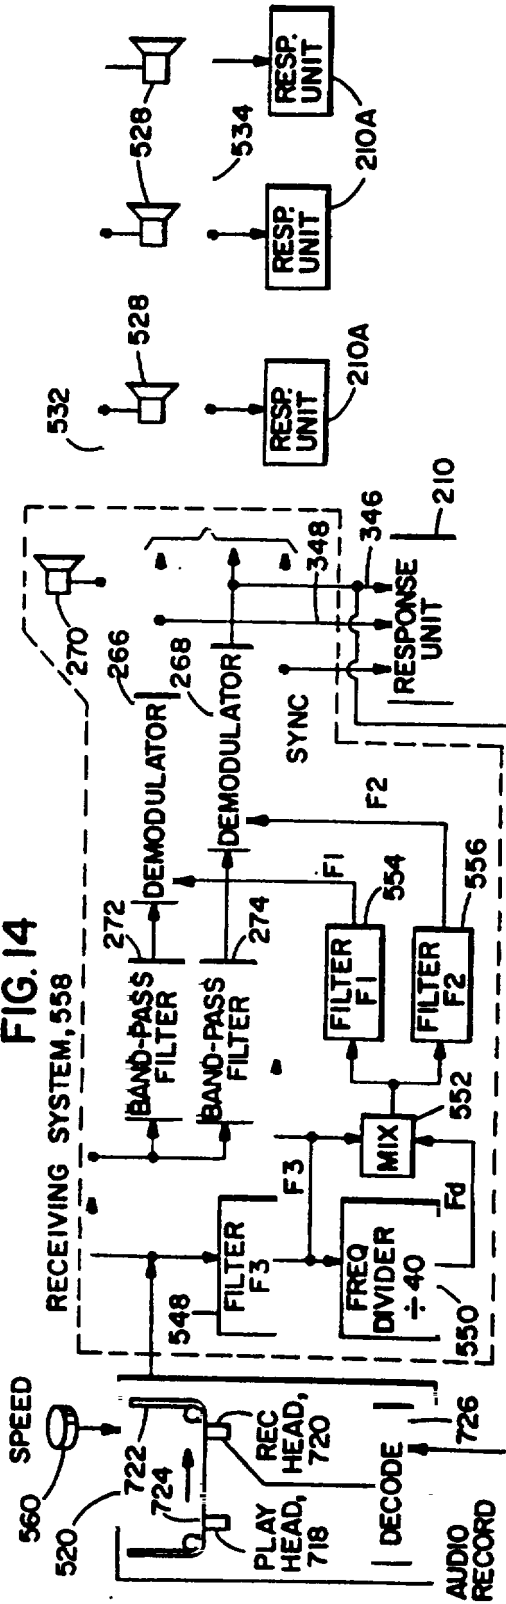 FIG. 14
RECEIVING SYSTEM, 558
SPEED
560
520
722
724
REC
HEAD,
720
PLAY
HEAD,
718
DECODE
726
AUDIO
RECORD
548
FILTER
F3
F3
FREQ
DIVIDER
÷40
550
Fd
MIX
552
BAND-PASS
FILTER
272
BAND-PASS
FILTER
274
FILTER
F1
554
FILTER
F2
556
F1
F2
DEMODULATOR
266
DEMODULATOR
268
270
SYNC
348
346
RESPONSE
UNIT
210
532
528
528
534
RESP.
UNIT
210A
RESP.
UNIT
RESP.
UNIT
210A